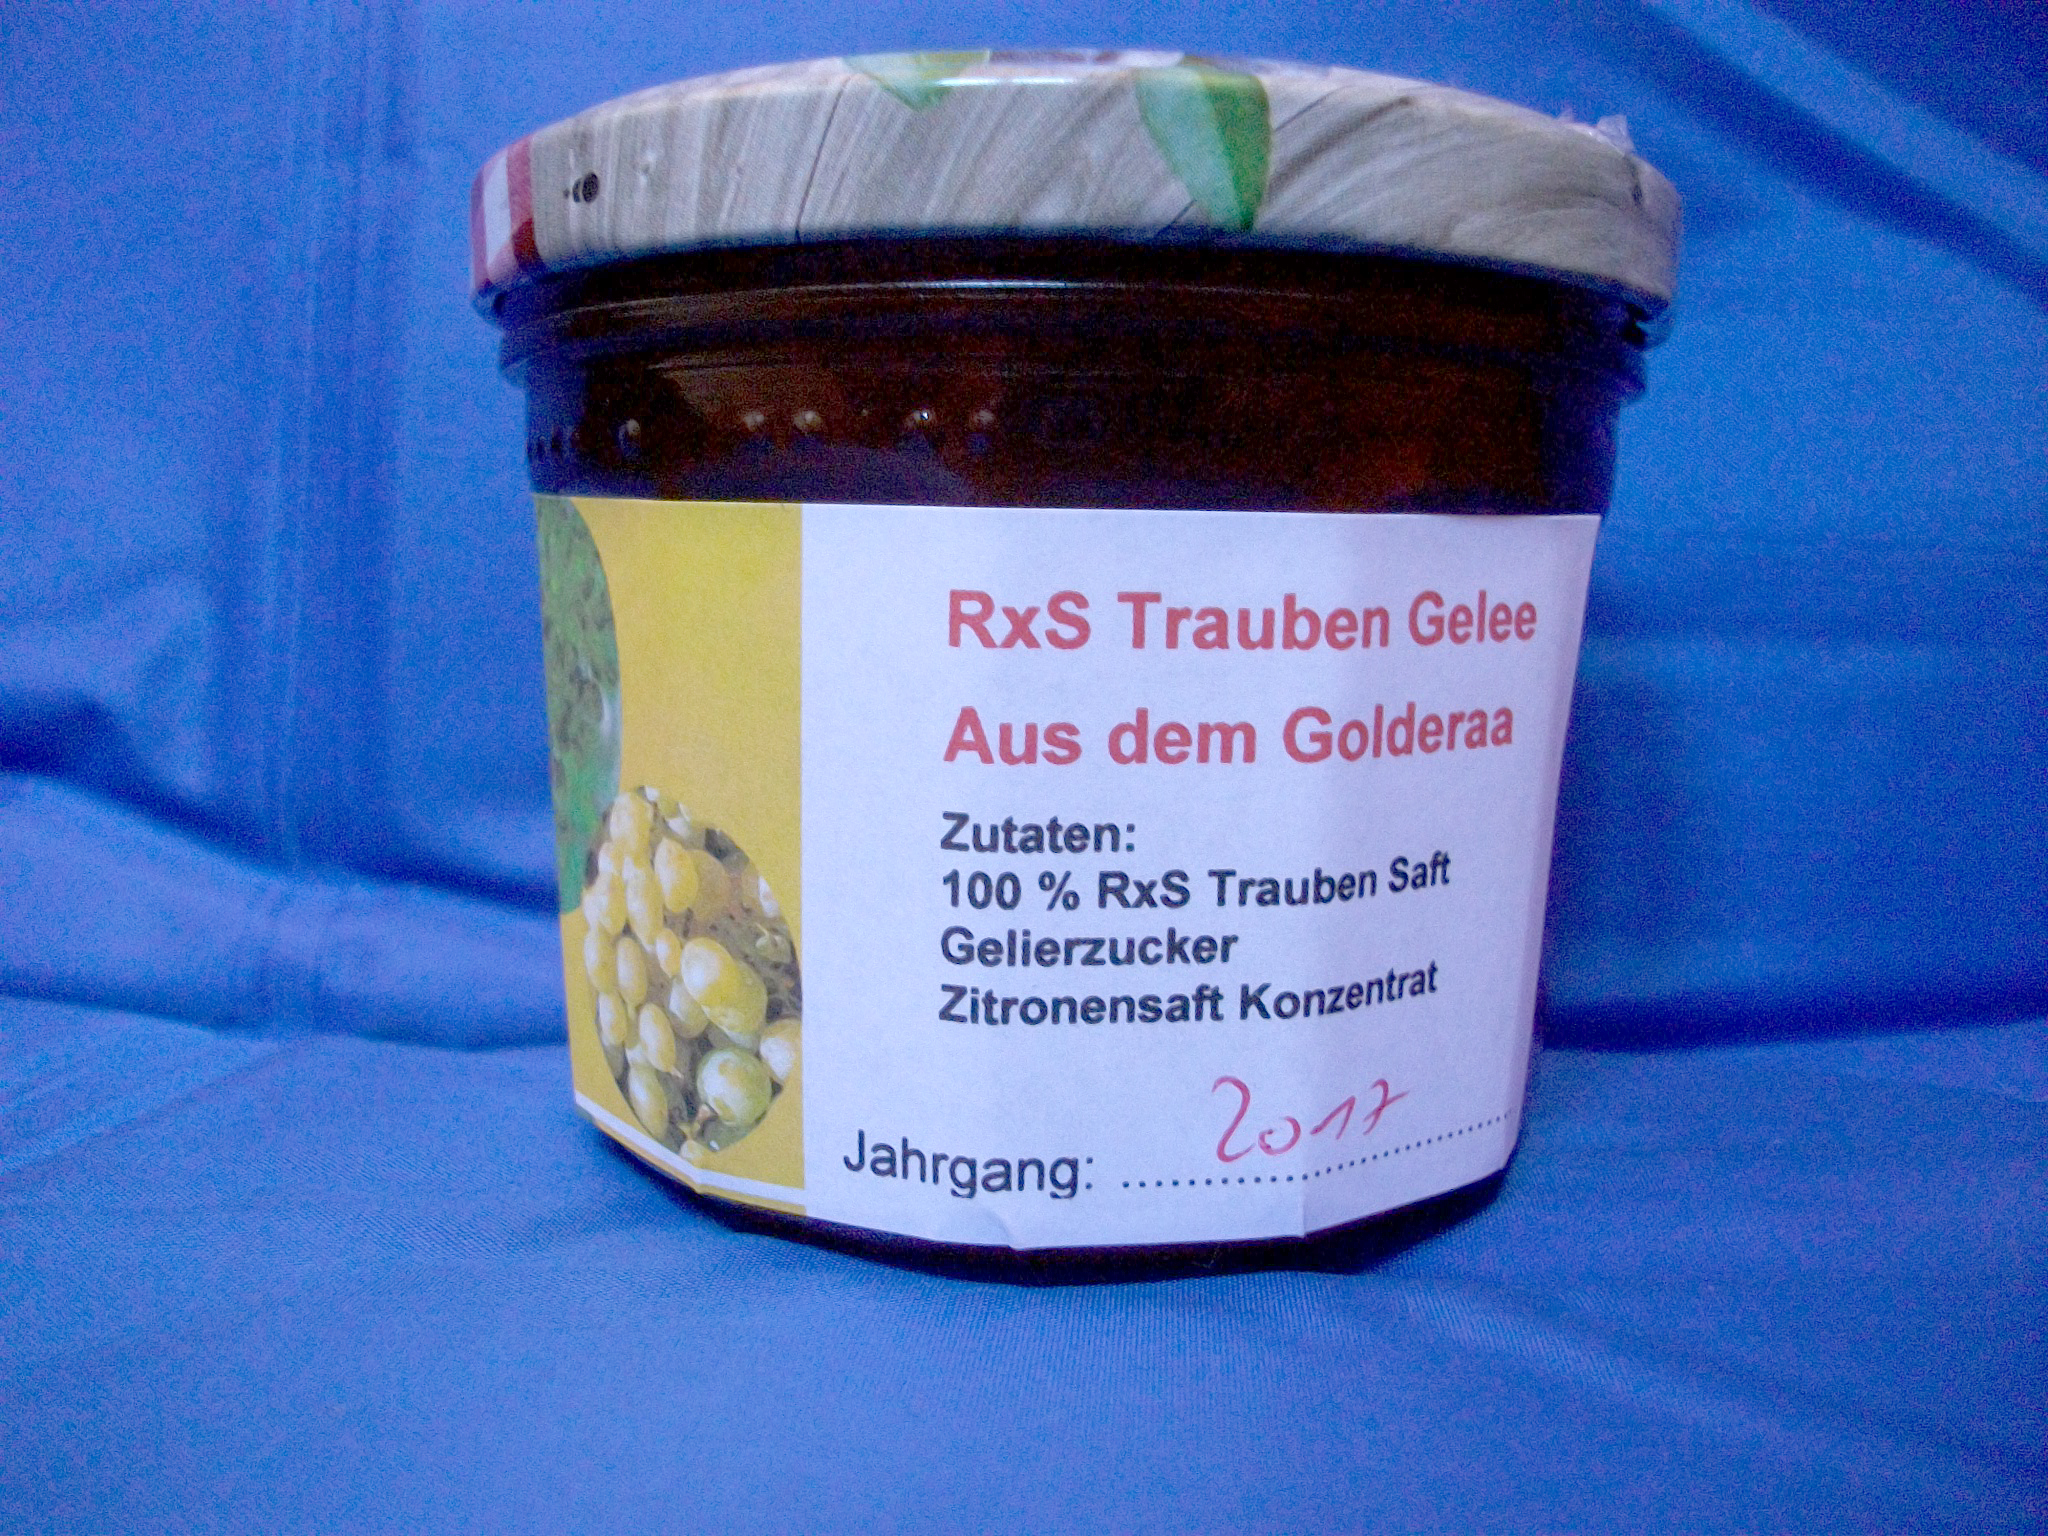 RxS Trauben Gelee
Aus dem Golderaa
Zutaten:
100 % RxS Trauben Saft
Gelierzucker
Zitronensaft Konzentrat
Jahrgang: 2017